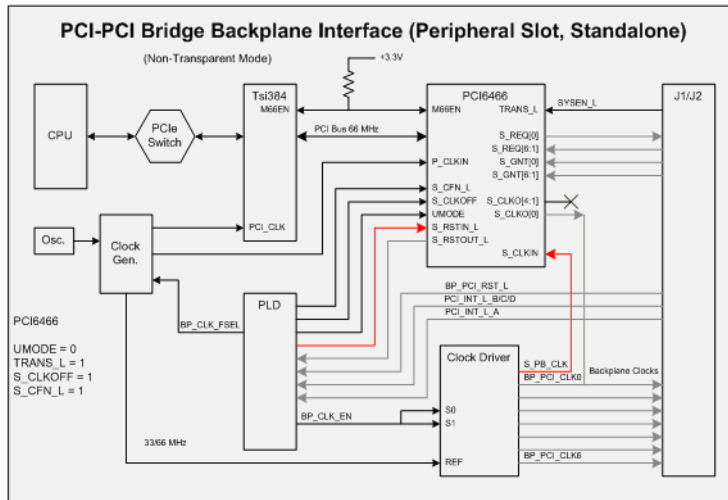 PCI-PCI Bridge Backplane Interface (Peripheral Slot, Standalone)
(Non-Transparent Mode)
+3.3V
Tsi384
PCI6466
J1/J2
M66EN
M66EN
TRANS_L
SYSEN_L
CPU
PCIe
Switch
PCI Bus 66 MHz
S_REQ[0]
S_REQ[6:1]
S_GNT[0]
S_GNT[6:1]
P_CLKIN
S_CFN_L
S_CLKOFF
UMODE
S_RSTIN_L
S_RSTOUT_L
S_CLKO[4:1]
S_CLKO[0]
S_CLKIN
PCI_CLK
Osc.
Clock
Gen.
PLD
BP_CLK_FSEL
BP_PCI_RST_L
PCI_INT_L_B/C/D
PCI_INT_L_A
PCI6466
UMODE = 0
TRANS_L = 1
S_CLKOFF = 1
S_CFN_L = 1
Clock Driver
S_PB_CLK
BP_PCI_CLK0
Backplane Clocks
BP_CLK_EN
S0
S1
33/66 MHz
REF
BP_PCI_CLK6